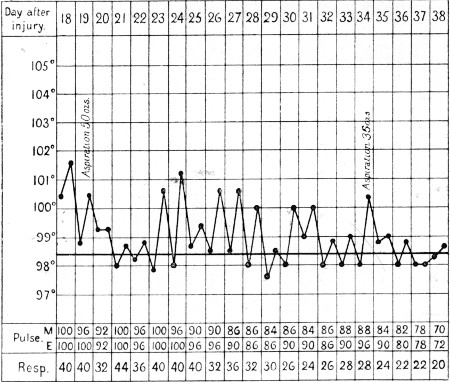 Day after injury. 18 19 20 21 22 23 24 25 26 27 28 29 30 31 32 33 34 35 36 37 38
105°
104°
103°
102°
101°
100°
99°
98°
97°
Aspiration 50 ozs.
Aspiration 35 ozs
Pulse. M 100 96 92 100 96 100 96 90 90 86 86 84 86 84 86 88 88 84 82 78 70
E 100 100 92 100 96 100 100 96 96 90 86 86 90 90 86 90 96 90 80 78 72
Resp. 40 40 32 44 36 40 40 40 32 36 32 30 26 24 26 28 28 24 22 22 20